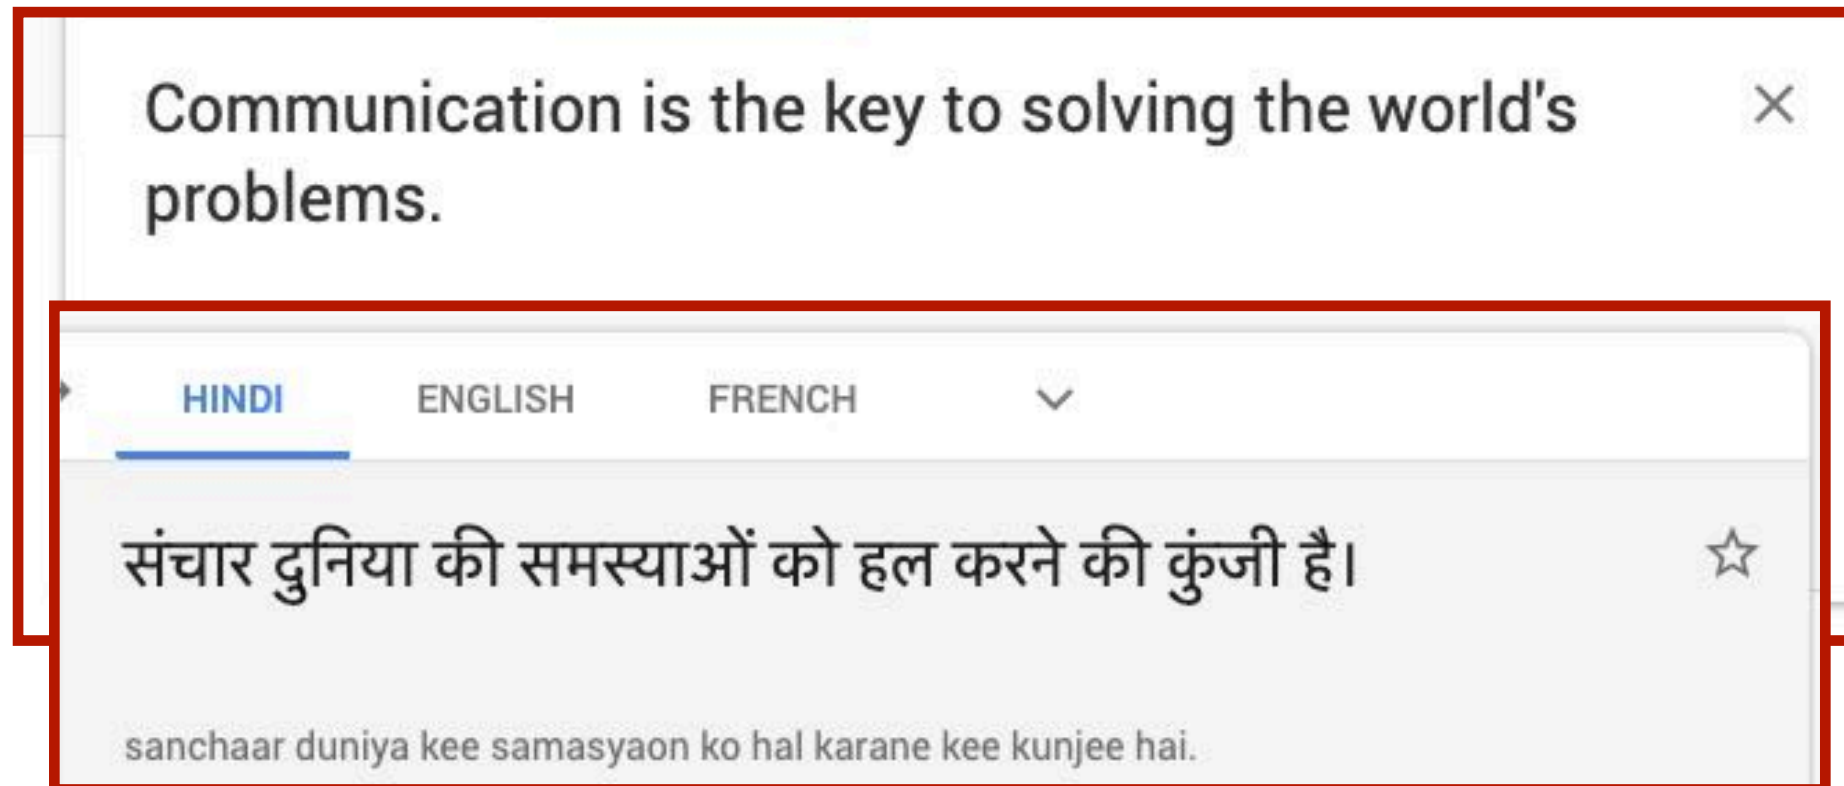 Communication is the key to solving the world's
problems.
HINDI ENGLISH FRENCH
संचार दुनिया की समस्याओं को हल करने की कुंजी है।
sanchaar duniya kee samasyaon ko hal karane kee kunjee hai.